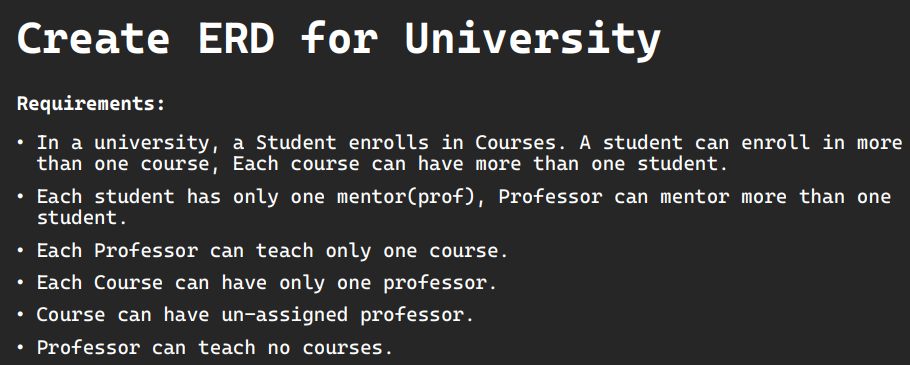 Create ERD for University
Requirements:
• In a university, a Student enrolls in Courses. A student can enroll in more
than one course, Each course can have more than one student.
• Each student has only one mentor(prof), Professor can mentor more than one
student.
• Each Professor can teach only one course.
• Each Course can have only one professor.
• Course can have un-assigned professor.
• Professor can teach no courses.